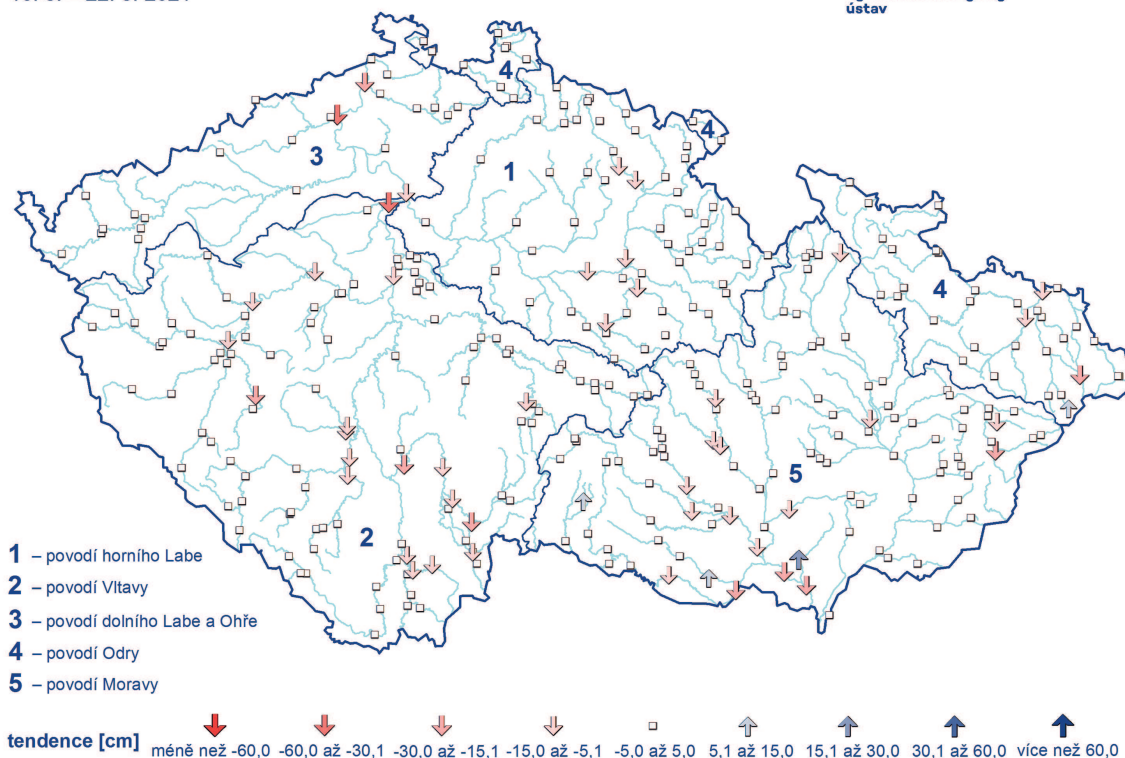 ústav
4
4
3
1
4
5
2
1 – povodí horního Labe
2 – povodí Vltavy
3 – povodí dolního Labe a Ohře
4 – povodí Odry
5 – povodí Moravy
tendence [cm] méně než -60,0 -60,0 až -30,1 -30,0 až -15,1 -15,0 až -5,1 -5,0 až 5,0 5,1 až 15,0 15,1 až 30,0 30,1 až 60,0 více než 60,0